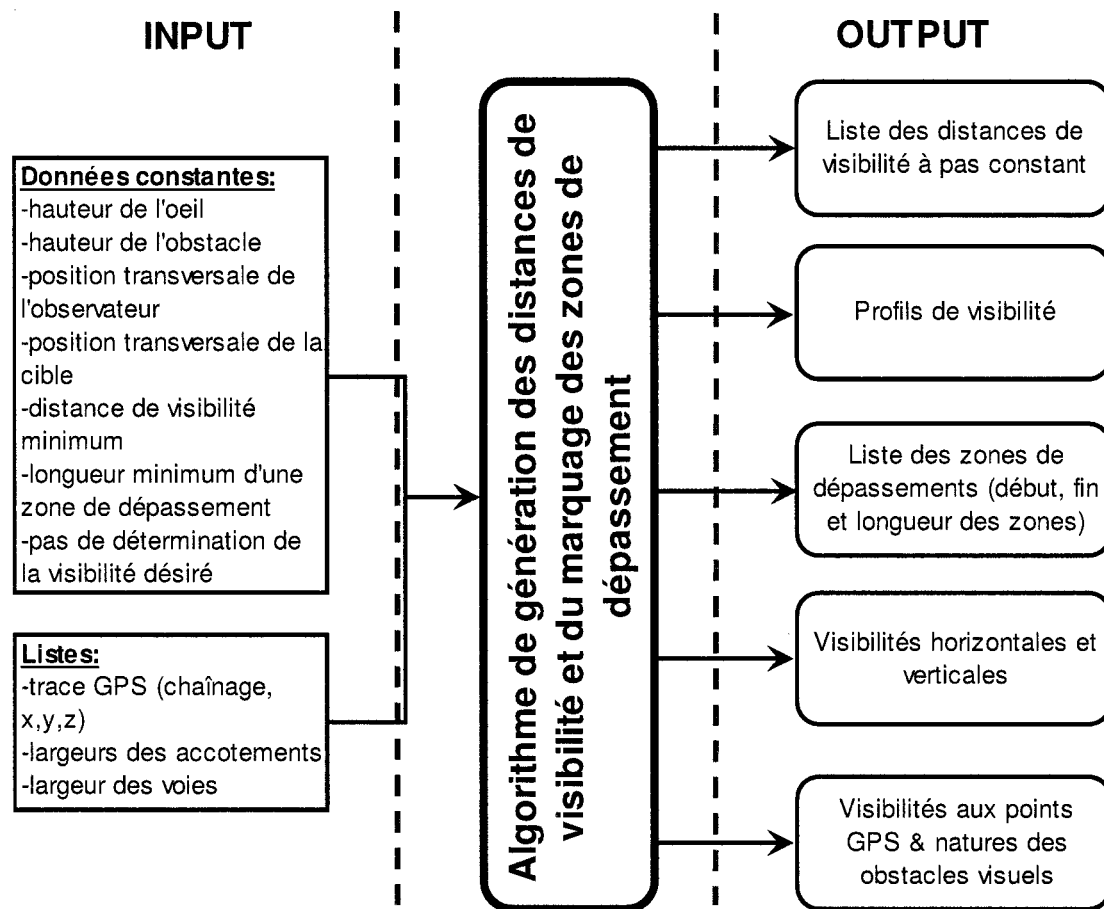 INPUT
Données constantes:
-hauteur de l'oeil
-hauteur de l'obstacle
-position transversale de
l'observateur
-position transversale de la
cible
-distance de visibilité
minimum
-longueur minimum d'une
zone de dépassement
-pas de détermination de
la visibilité désiré
Listes:
-trace GPS (chaînage,
x,y,z)
-largeurs des accotements
-largeur des voies
Algorithme de génération des distances de
visibilité et du marquage des zones de
dépassement
OUTPUT
Liste des distances de
visibilité à pas constant
Profils de visibilité
Liste des zones de
dépassements (début, fin
et longueur des zones)
Visibilités horizontales et
verticales
Visibilités aux points
GPS & natures des
obstacles visuels